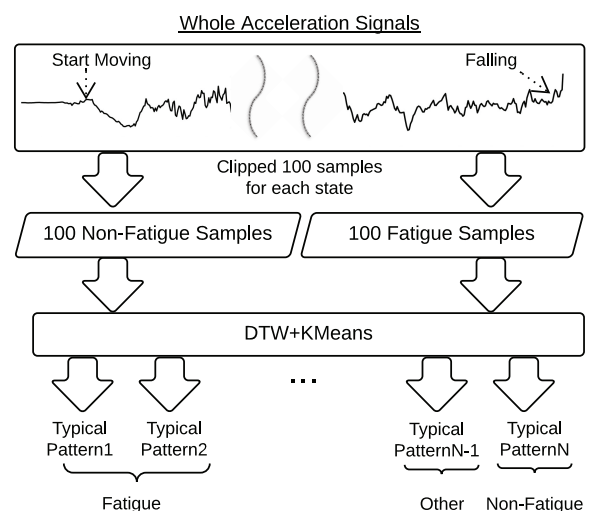 Whole Acceleration Signals
Start Moving
Falling
Clipped 100 samples
for each state
100 Non-Fatigue Samples
100 Fatigue Samples
DTW+KMeans
...
Typical
Pattern1
Typical
Pattern2
Typical
PatternN-1
Typical
PatternN
Fatigue
Other
Non-Fatigue